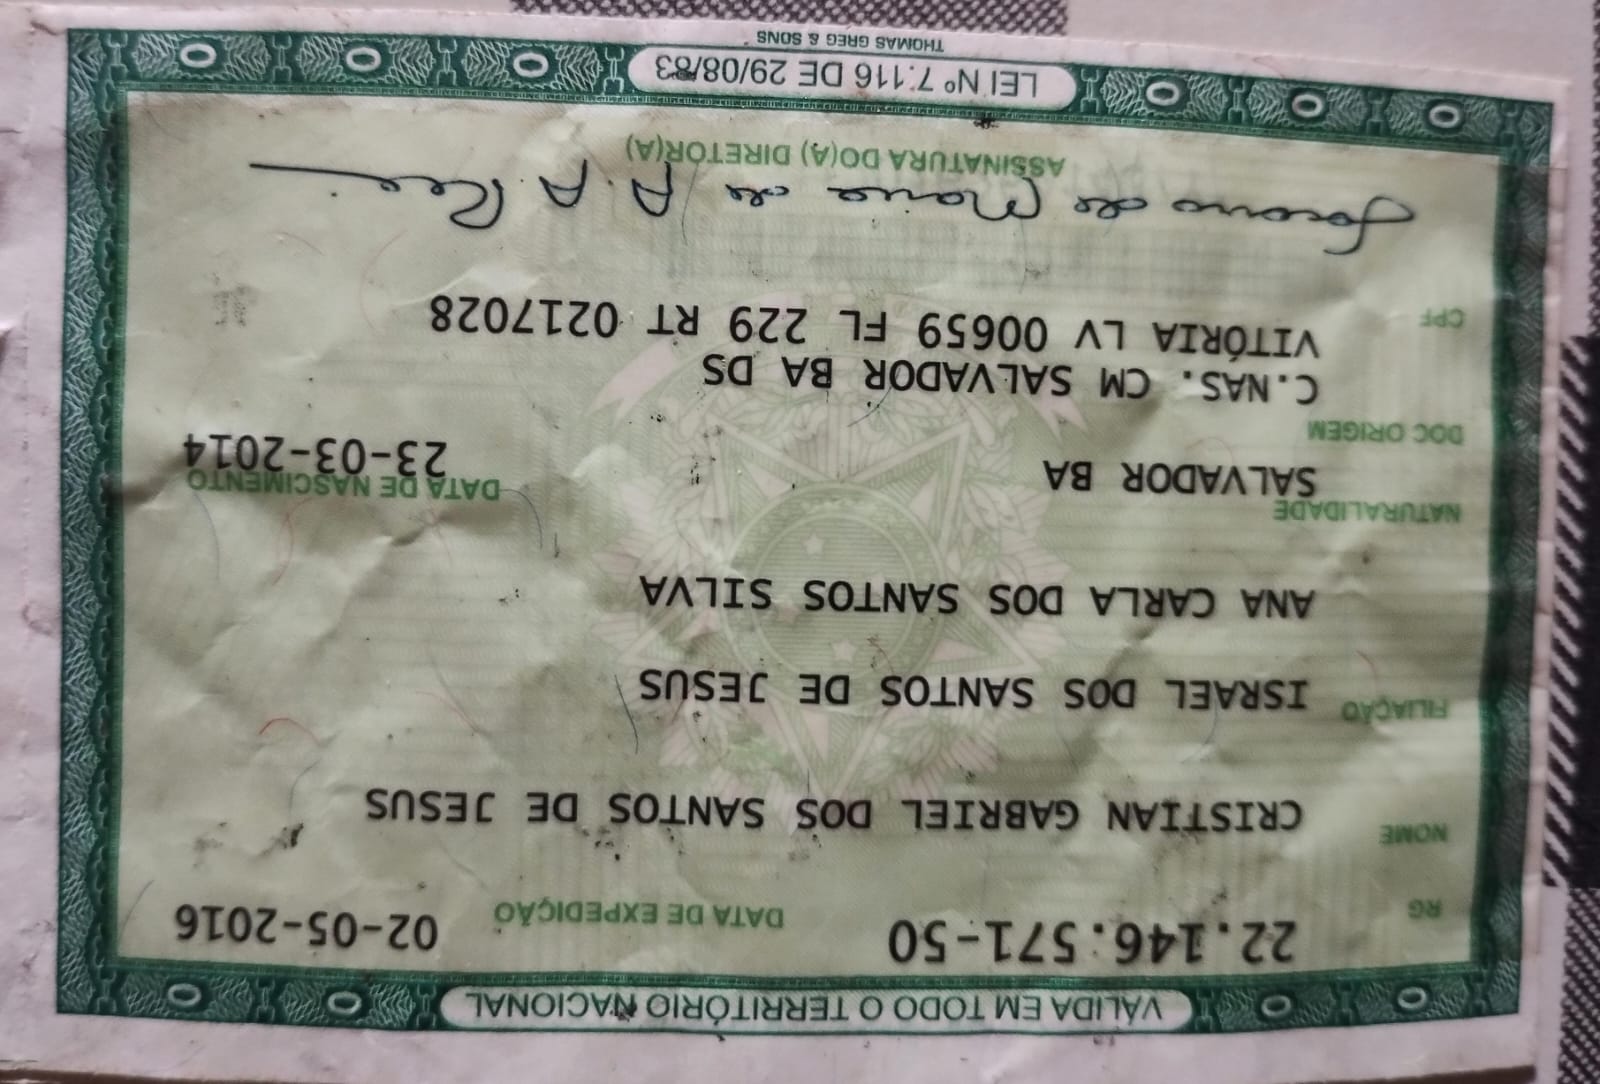 VÁLIDA EM TODO O TERRITÓRIO NACIONAL
RG 22.146.571-50 DATA DE EXPEDIÇÃO 02-05-2016
NOME CRISTIAN GABRIEL DOS SANTOS DE JESUS
FILIAÇÃO ISRAEL DOS SANTOS DE JESUS
ANA CARLA DOS SANTOS SILVA
NATURALIDADE DATA DE NASCIMENTO
SALVADOR BA 23-03-2014
DOC ORIGEM
C.NAS. CM SALVADOR BA DS
VITÓRIA LV 00659 FL 229 RT 0217028
CPF
de Maria de A. A
ASSINATURA DO(A) DIRETOR(A)
LEI Nº 7.116 DE 29/08/83
THOMAS GREG & SONS